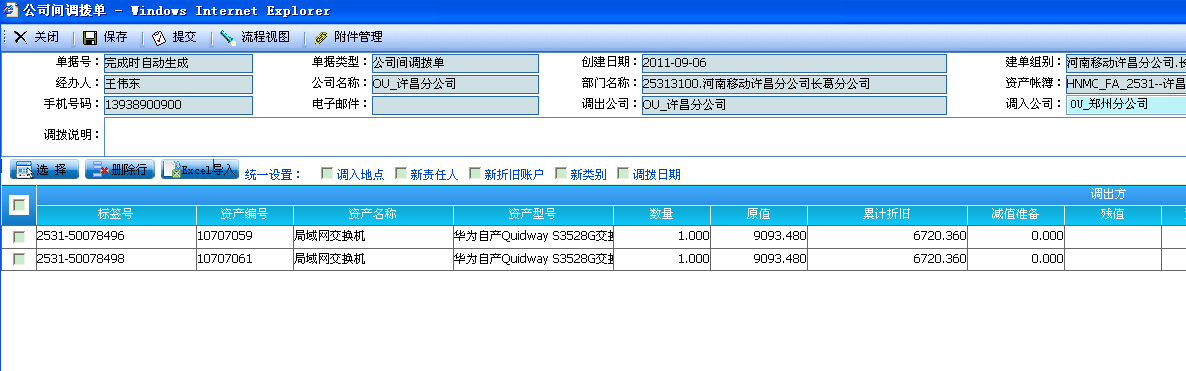 公司间调拨单 - Windows Internet Explorer
关闭 保存 提交 流程视图 附件管理
单据号： 完成时自动生成 单据类型： 公司间调拨单 创建日期： 2011-09-06 建单组别： 河南移动许昌分公司.长
经办人： 王伟东 公司名称： OU_许昌分公司 部门名称： 25313100.河南移动许昌分公司长葛分公司 资产帐簿： HNMC_FA_2531--许昌
手机号码： 13938900900 电子邮件： 调出公司： OU_许昌分公司 调入公司： OU_郑州分公司
调拨说明：
选 择 删除行 Excel导入 统一设置： 调入地点 新责任人 新折旧账户 新类别 调拨日期
调出方
标签号 资产编号 资产名称 资产型号 数量 原值 累计折旧 减值准备 残值
2531-50078496 10707059 局域网交换机 华为自产Quidway S3528G交换 1.000 9093.480 6720.360 0.000
2531-50078498 10707061 局域网交换机 华为自产Quidway S3528G交换 1.000 9093.480 6720.360 0.000